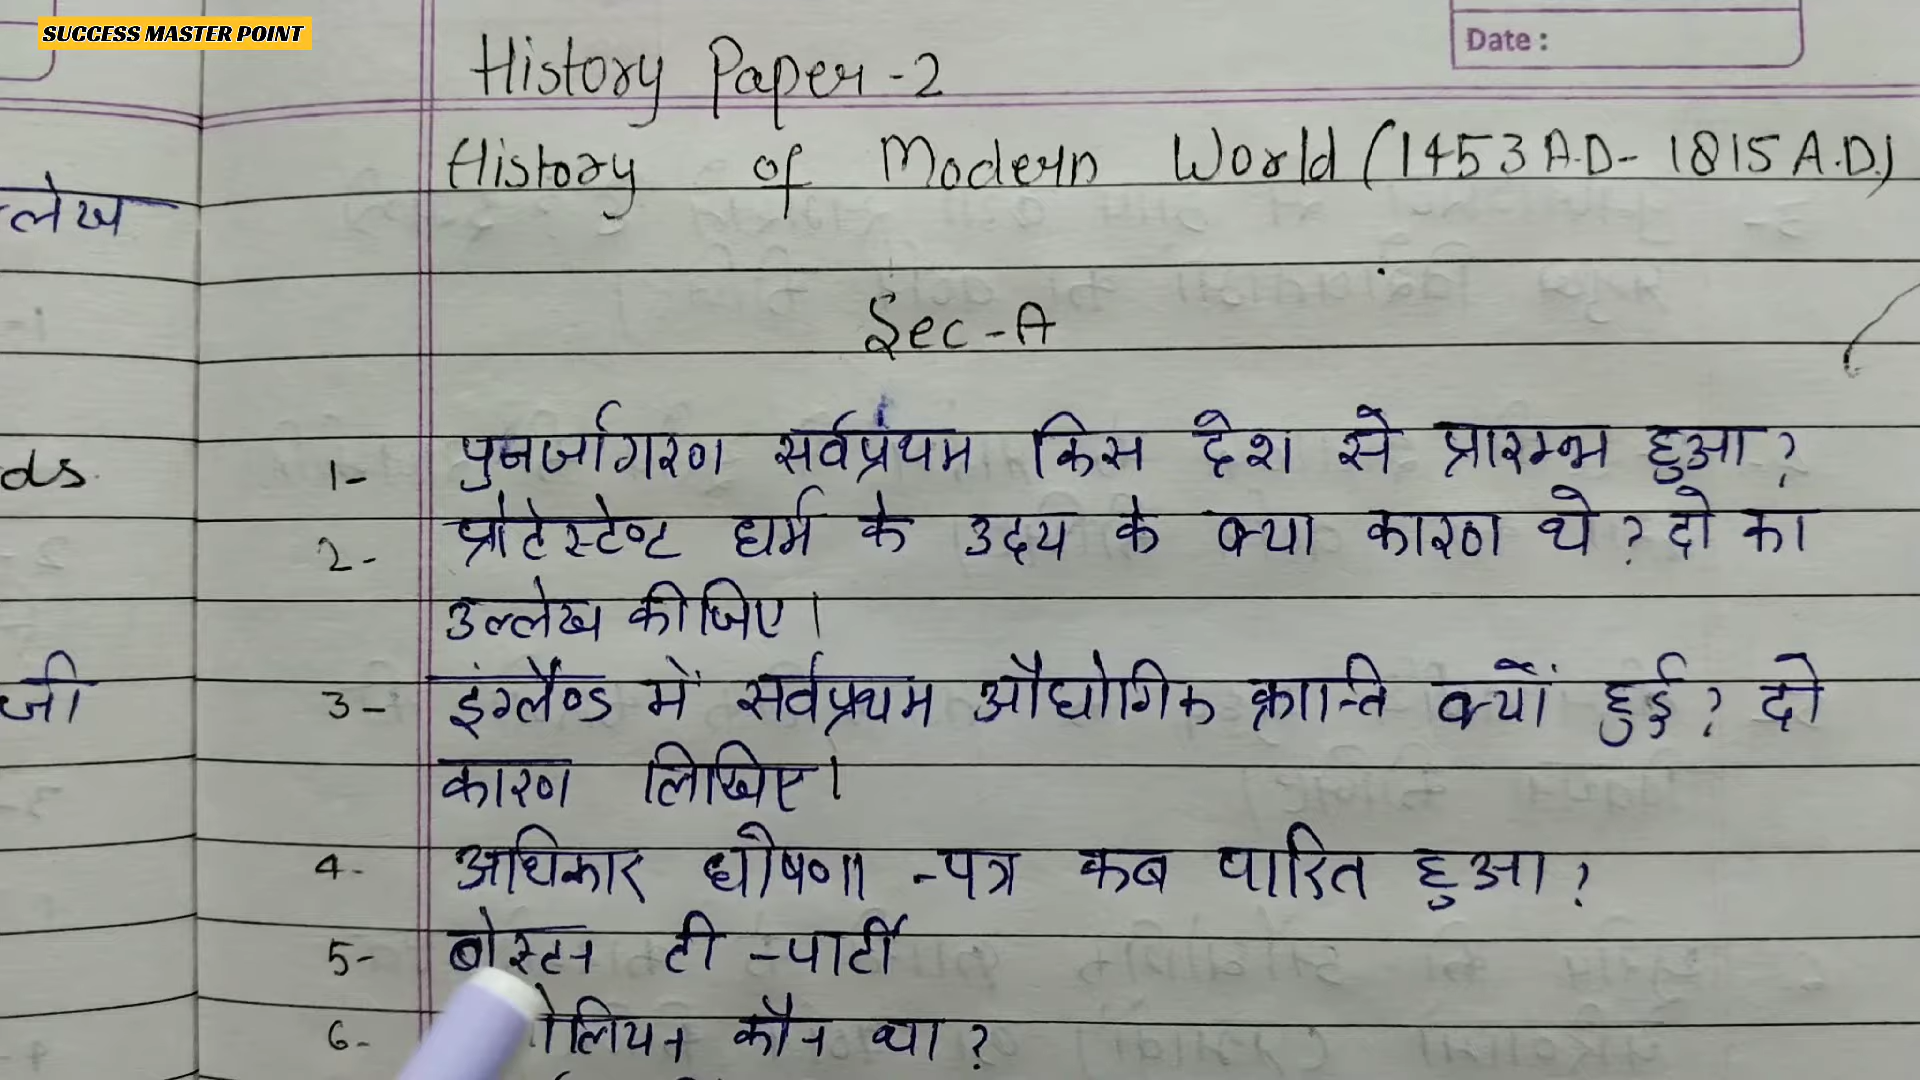 SUCCESS MASTER POINT
Date :
History Paper-2
History of Modern World (1453 A.D- 1815 A.D.)
लेख
Sec-A
1- पुनर्जागरण सर्वप्रथम किस देश से प्रारम्भ हुआ?
ds.
2- प्रोटेस्टेण्ट धर्म के उदय के क्या कारण थे? दो का
उल्लेख कीजिए।
जी
3- इंग्लैण्ड में सर्वप्रथम औद्योगिक क्रान्ति क्यों हुई? दो
कारण लिखिए।
4- अधिकार घोषणा-पत्र कब पारित हुआ?
5- बोस्टन टी-पार्टी
6- कौन था?